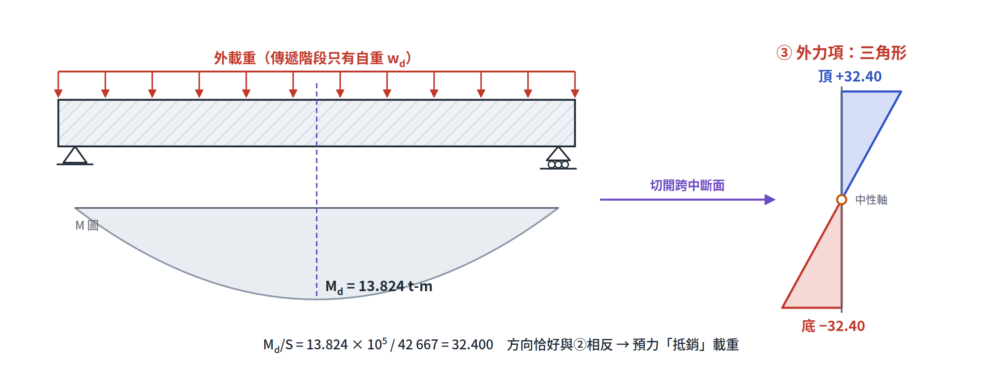 外載重（傳遞階段只有自重 wd）
③ 外力項：三角形
頂 +32.40
切開跨中斷面
中性軸
M 圖
Md = 13.824 t-m
底 −32.40
Md/S = 13.824 × 10⁵ / 42 667 = 32.400 方向恰好與②相反 → 預力「抵銷」載重